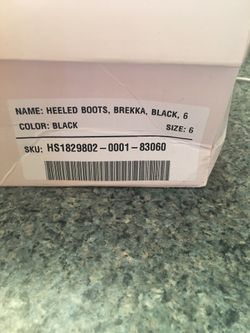 NAME: HEELED BOOTS, BREKKA, BLACK, 6
COLOR: BLACK SIZE: 6
SKU: HS1829802-0001-83060